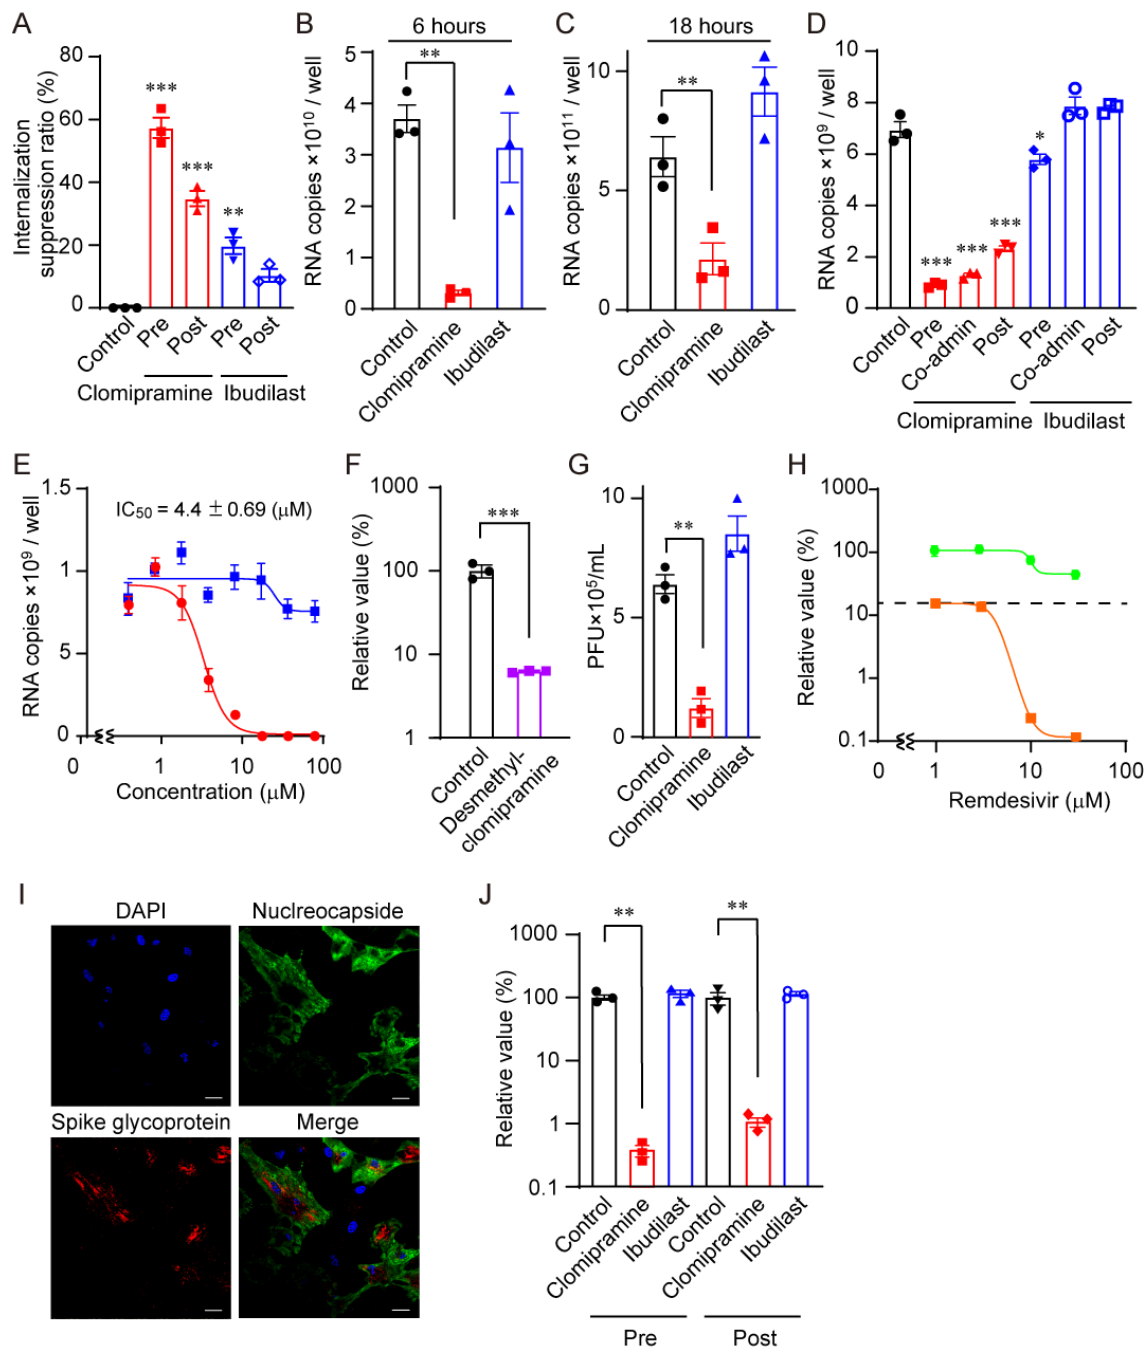 A
Internalization
suppression ratio (%)
80
60
40
20
0
***
***
**
Control
Pre
Post
Pre
Post
Clomipramine
Ibudilast
B
6 hours
RNA copies ×10¹⁰ / well
5
4
3
2
1
0
**
Control
Clomipramine
Ibudilast
C
18 hours
RNA copies ×10¹¹ / well
10
5
0
**
Control
Clomipramine
Ibudilast
D
RNA copies ×10⁹ / well
10
8
6
4
2
0
***
***
***
*
Control
Pre
Co-admin
Post
Pre
Co-admin
Post
Clomipramine
Ibudilast
E
RNA copies ×10⁹ / well
1.5
1.0
5
0
IC₅₀ = 4.4 ± 0.69 (μM)
0
1
10
100
Concentration (μM)
F
Relative value (%)
1000
100
10
1
***
Control
Desmethyl-
clomipramine
G
PFU×10⁵/mL
10
5
0
**
Control
Clomipramine
Ibudilast
H
Relative value (%)
1000
100
10
1
0.1
0
1
10
100
Remdesivir (μM)
I
DAPI
Nuclreocapside
Spike glycoprotein
Merge
J
Relative value (%)
1000
100
10
1
0.1
**
**
Control
Clomipramine
Ibudilast
Control
Clomipramine
Ibudilast
Pre
Post